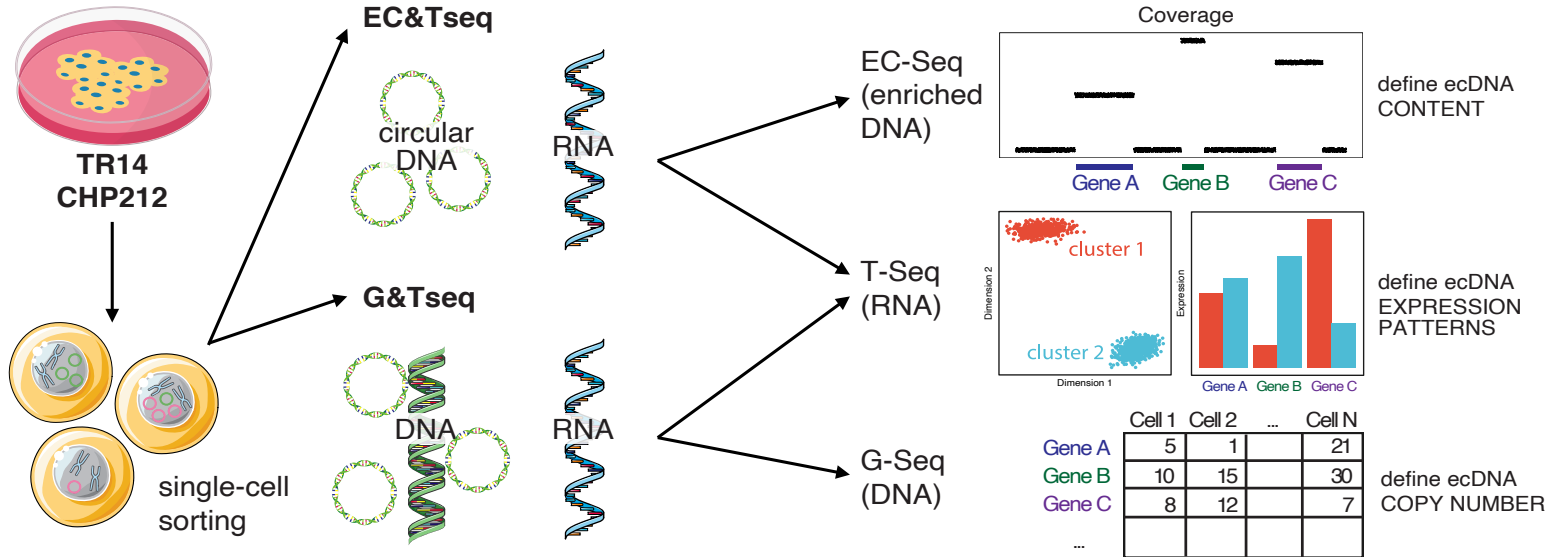 EC&Tseq
circular
DNA
RNA
TR14
CHP212
single-cell
sorting
G&Tseq
DNA
RNA
EC-Seq
(enriched
DNA)
Coverage
Gene A
Gene B
Gene C
define ecDNA
CONTENT
T-Seq
(RNA)
Dimension 2
cluster 1
cluster 2
Dimension 1
Expression
Gene A
Gene B
Gene C
define ecDNA
EXPRESSION
PATTERNS
G-Seq
(DNA)
Cell 1 Cell 2 ... Cell N
Gene A 5 1 21
Gene B 10 15 30
Gene C 8 12 7
...
define ecDNA
COPY NUMBER